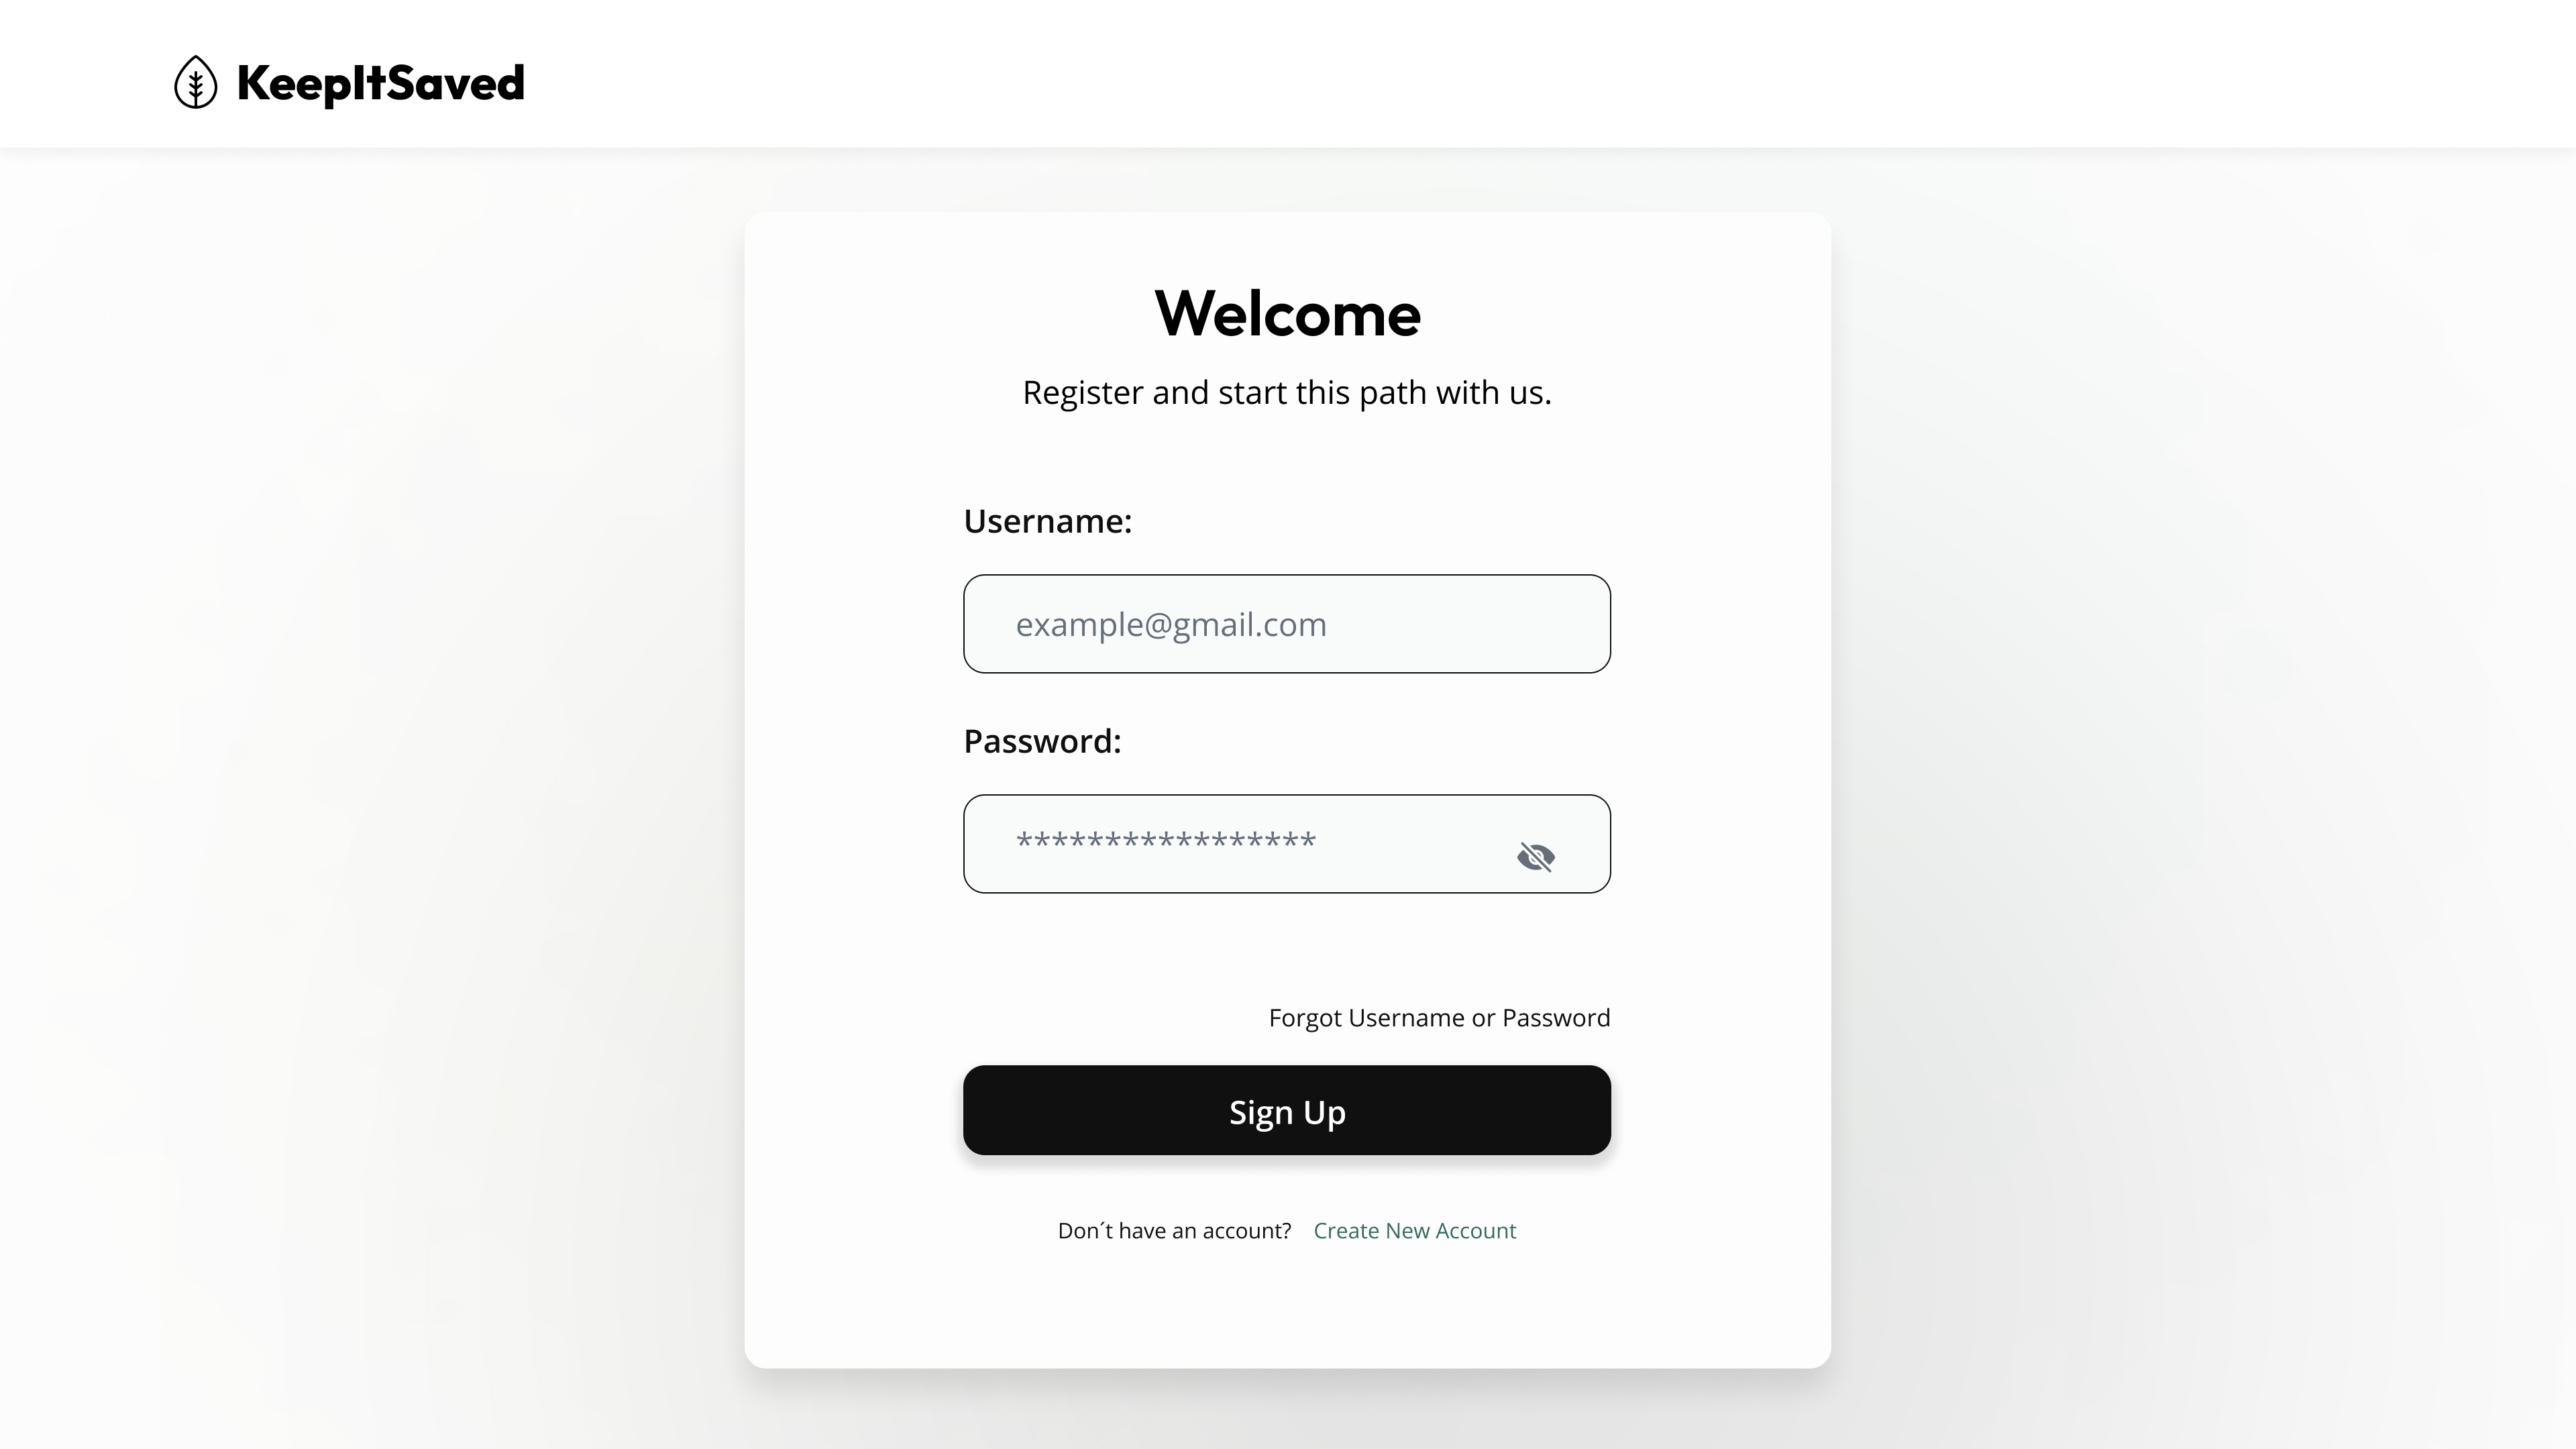 KeepItSaved
Welcome
Register and start this path with us.
Username:
example@gmail.com
Password:
*****************
Forgot Username or Password
Sign Up
Don´t have an account? Create New Account